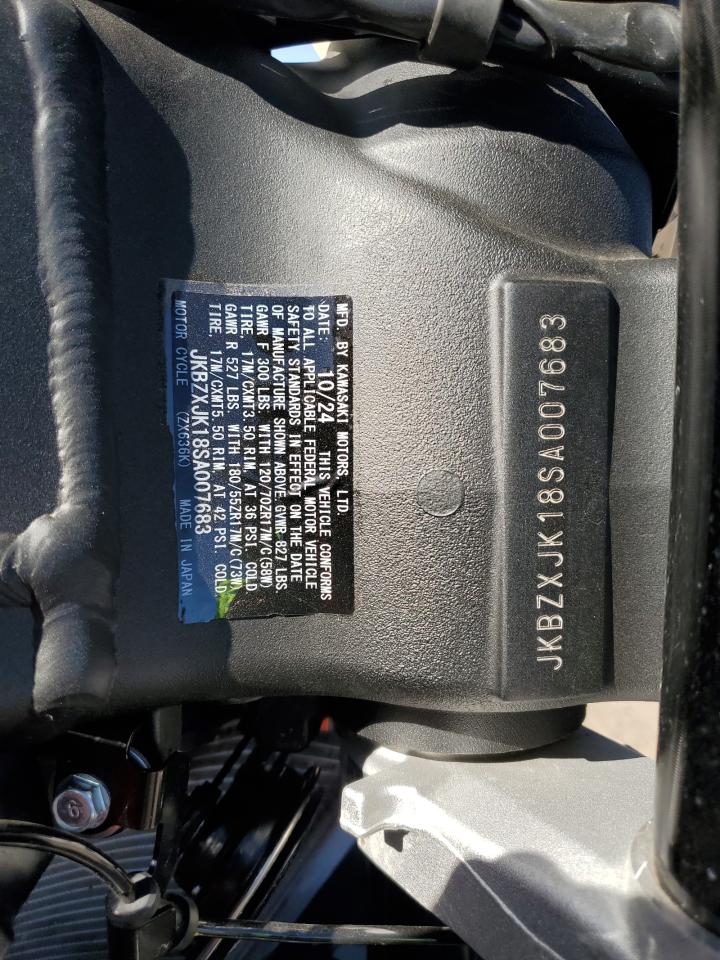 MFD. BY KAWASAKI MOTORS, LTD.
DATE: 10/24 THIS VEHICLE CONFORMS
TO ALL APPLICABLE FEDERAL MOTOR VEHICLE
SAFETY STANDARDS IN EFFECT ON THE DATE
OF MANUFACTURE SHOWN ABOVE. GVWR 827 LBS.
GAWR F 300 LBS. WITH 120/70ZR17M/C(58W)
TIRE, 17M/CXMT3.50 RIM, AT 36 PSI. COLD
GAWR R 527 LBS. WITH 180/55ZR17M/C(73W)
TIRE, 17M/CXMT5.50 RIM, AT 42 PSI. COLD
JKBZXJK18SA007683
MOTOR CYCLE (ZX636K) MADE IN JAPAN
JKBZXJK18SA007683
9